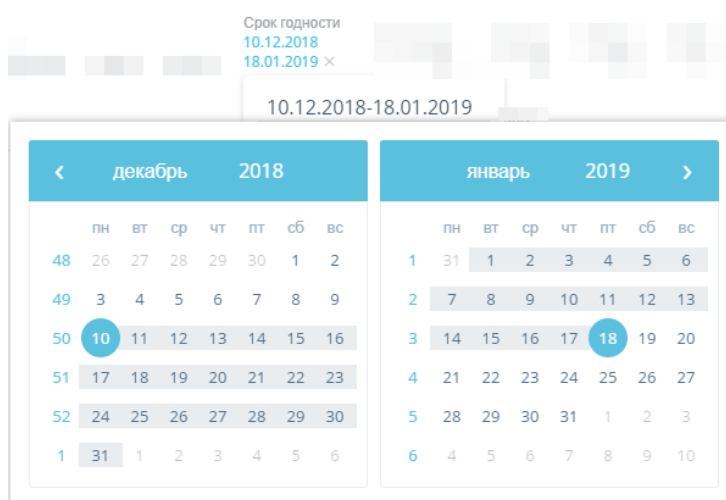 Срок годности
10.12.2018
18.01.2019 ×
10.12.2018-18.01.2019
декабрь 2018
пн вт ср чт пт сб вс
48 26 27 28 29 30 1 2
49 3 4 5 6 7 8 9
50 10 11 12 13 14 15 16
51 17 18 19 20 21 22 23
52 24 25 26 27 28 29 30
1 31 1 2 3 4 5 6
январь 2019
пн вт ср чт пт сб вс
1 31 1 2 3 4 5 6
2 7 8 9 10 11 12 13
3 14 15 16 17 18 19 20
4 21 22 23 24 25 26 27
5 28 29 30 31 1 2 3
6 4 5 6 7 8 9 10